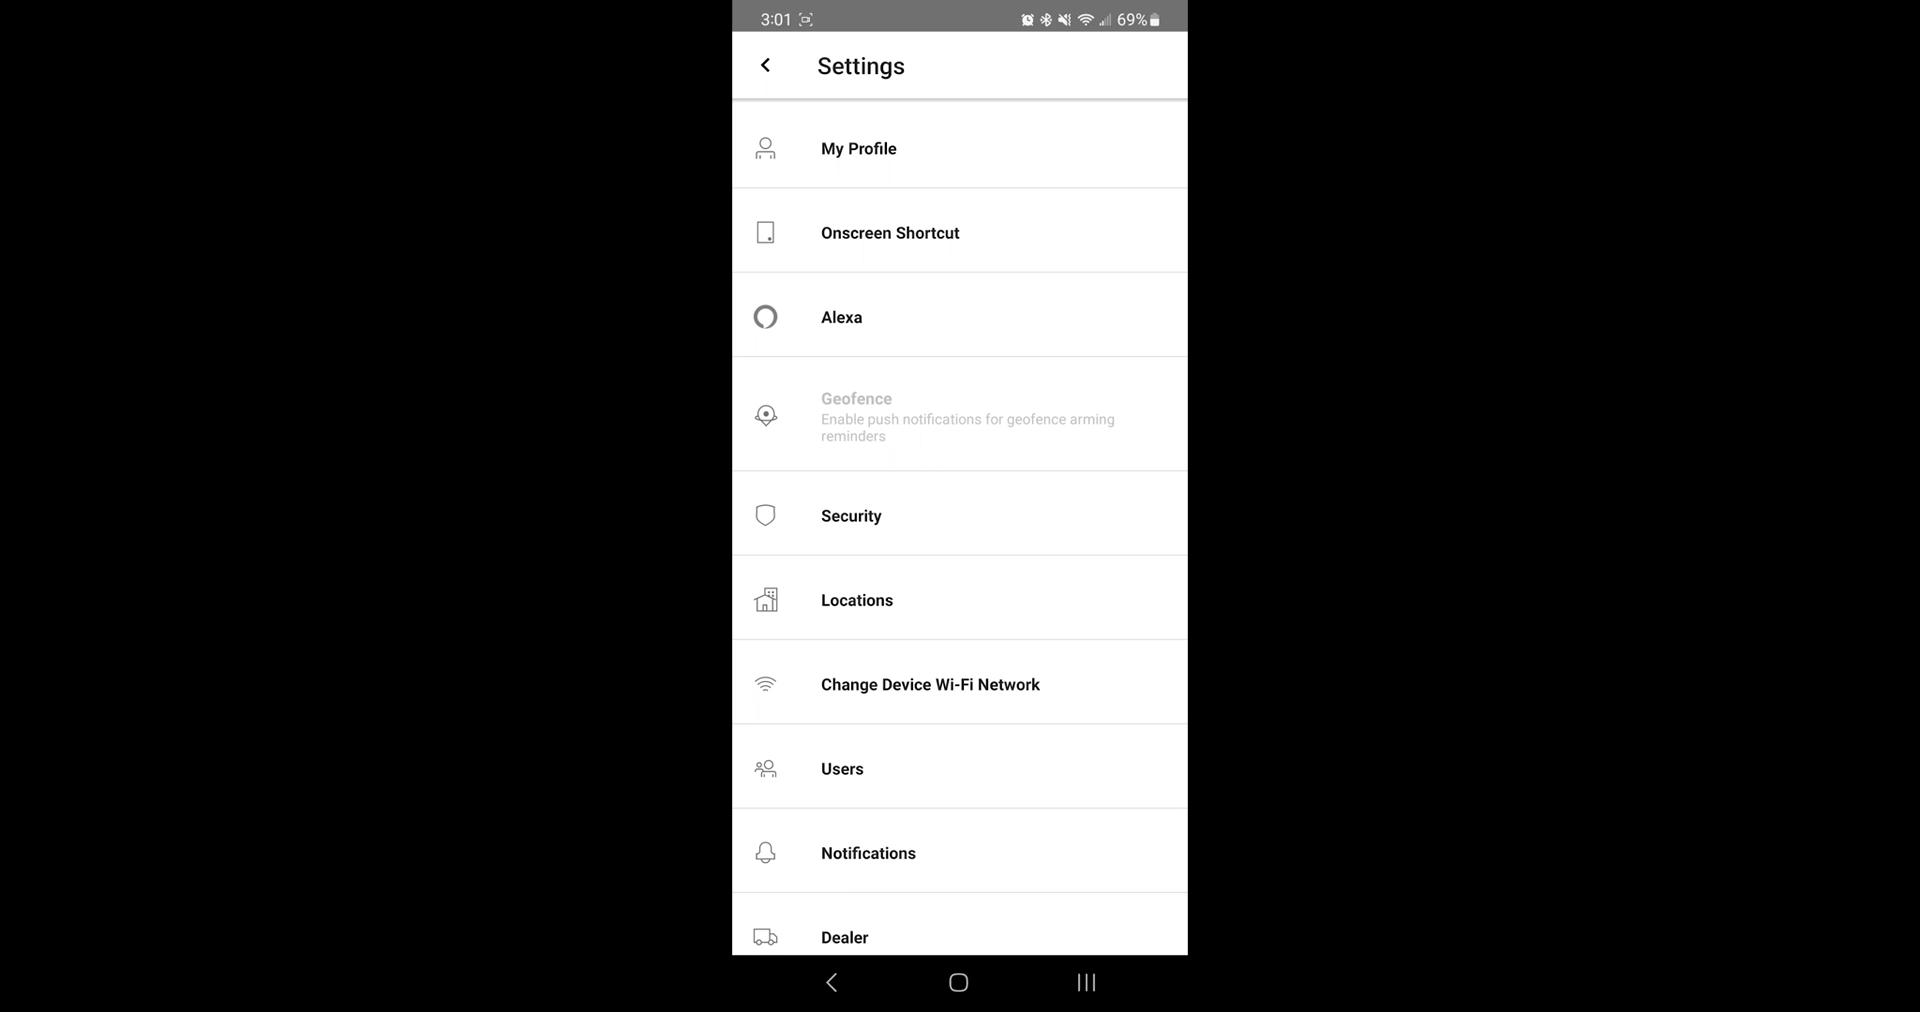 3:01 69%
Settings
My Profile
Onscreen Shortcut
Alexa
Geofence
Enable push notifications for geofence arming
reminders
Security
Locations
Change Device Wi-Fi Network
Users
Notifications
Dealer